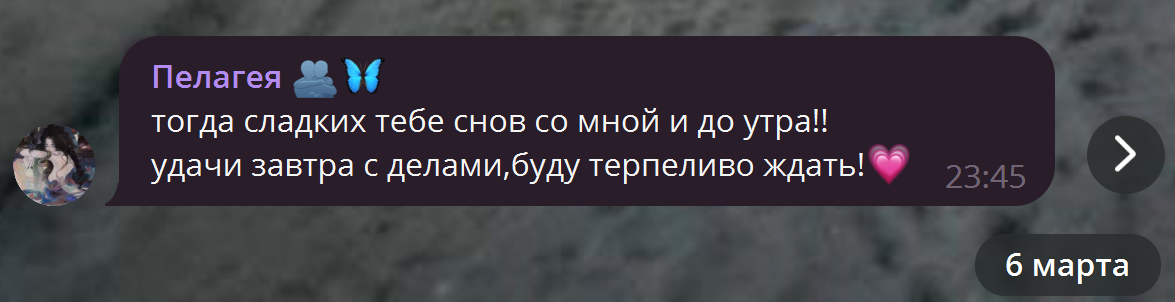 Пелагея 🫂🦋
тогда сладких тебе снов со мной и до утра!!
удачи завтра с делами,буду терпеливо ждать!💗
23:45
6 марта